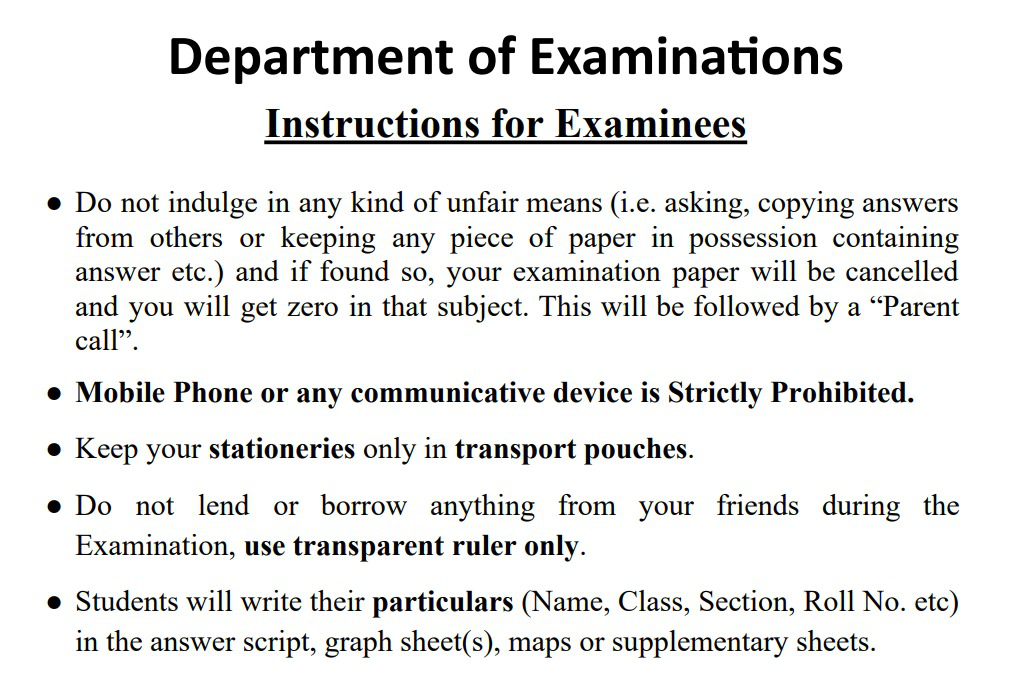 Department of Examinations
Instructions for Examinees
● Do not indulge in any kind of unfair means (i.e. asking, copying answers
from others or keeping any piece of paper in possession containing
answer etc.) and if found so, your examination paper will be cancelled
and you will get zero in that subject. This will be followed by a “Parent
call”.
● Mobile Phone or any communicative device is Strictly Prohibited.
● Keep your stationeries only in transport pouches.
● Do not lend or borrow anything from your friends during the
Examination, use transparent ruler only.
● Students will write their particulars (Name, Class, Section, Roll No. etc)
in the answer script, graph sheet(s), maps or supplementary sheets.